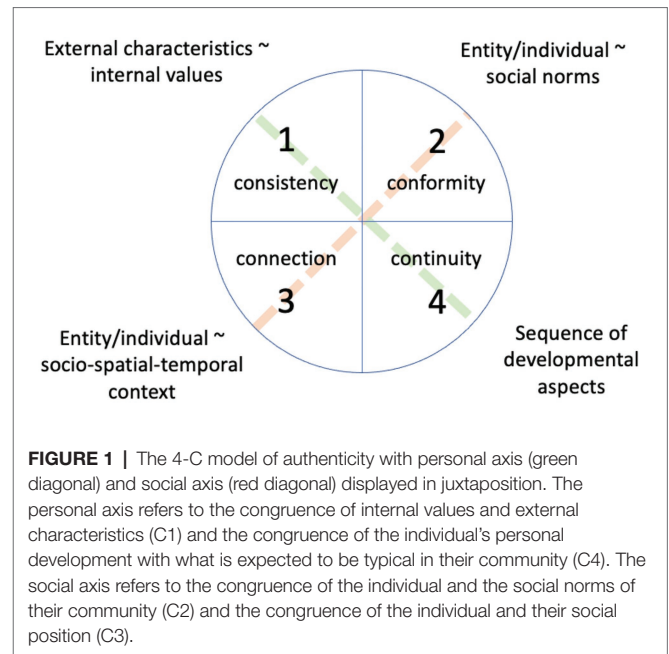 External characteristics ~
internal values
Entity/individual ~
social norms
1
consistency
2
conformity
connection
3
continuity
4
Entity/individual ~
socio-spatial-temporal
context
Sequence of
developmental
aspects
FIGURE 1 | The 4-C model of authenticity with personal axis (green
diagonal) and social axis (red diagonal) displayed in juxtaposition. The
personal axis refers to the congruence of internal values and external
characteristics (C1) and the congruence of the individual's personal
development with what is expected to be typical in their community (C4). The
social axis refers to the congruence of the individual and the social norms of
their community (C2) and the congruence of the individual and their social
position (C3).